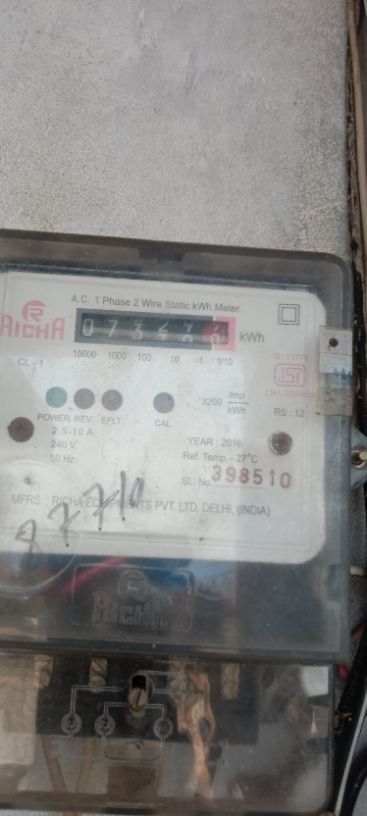 A.C. 1 Phase 2 Wire Static kWh Meter
RICHA
kWh
CL - 1
10000 1000 100 10 -1 1/10
3200 Imp/kWh
POWER REV. EFLT CAL
RS : 12
2.5-10 A
240 V.
50 Hz.
YEARː 2016
Ref. Temp. - 27°C
SL. No. 398510
MFRS. : RICHA EQUIPMENTS PVT. LTD, DELHI, (INDIA)
87710
RICHA